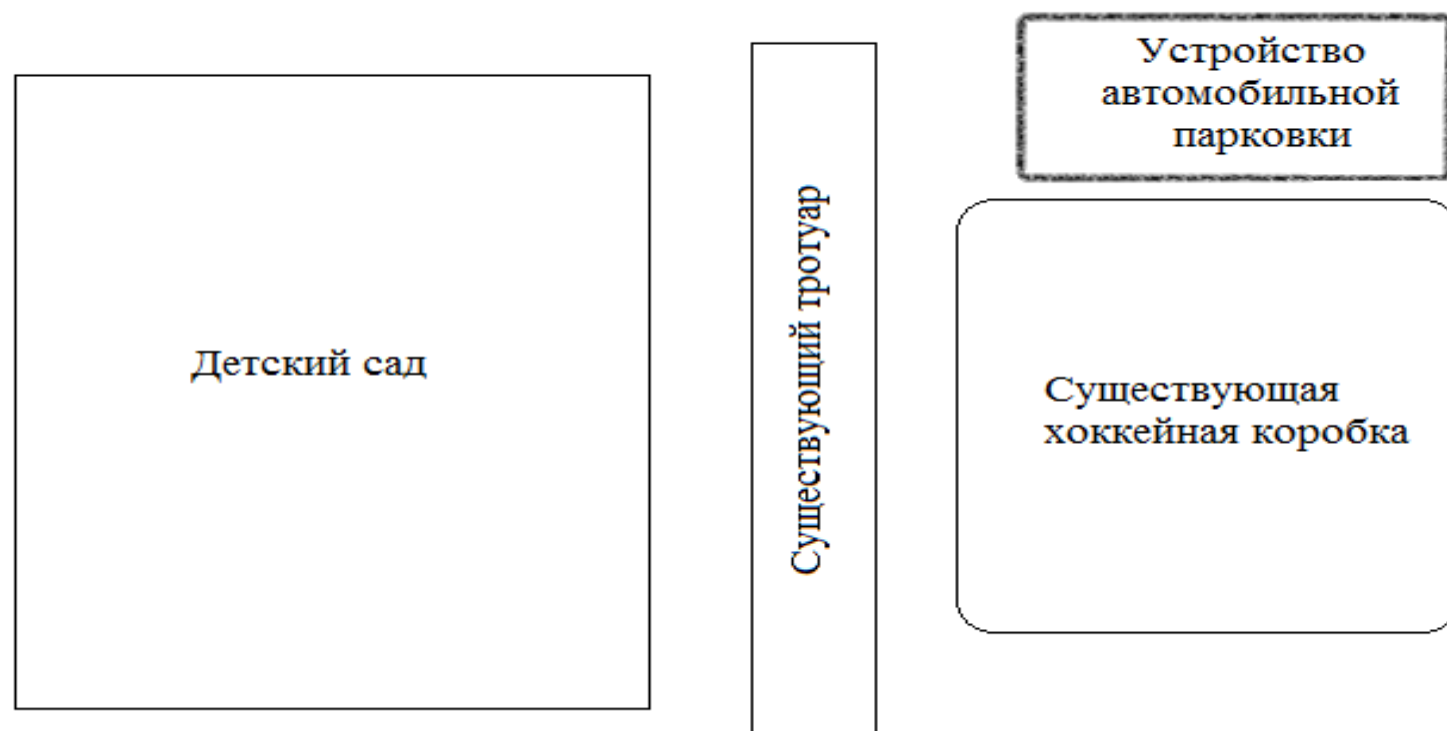 Детский сад
Существующий тротуар
Устройство
автомобильной
парковки
Существующая
хоккейная коробка